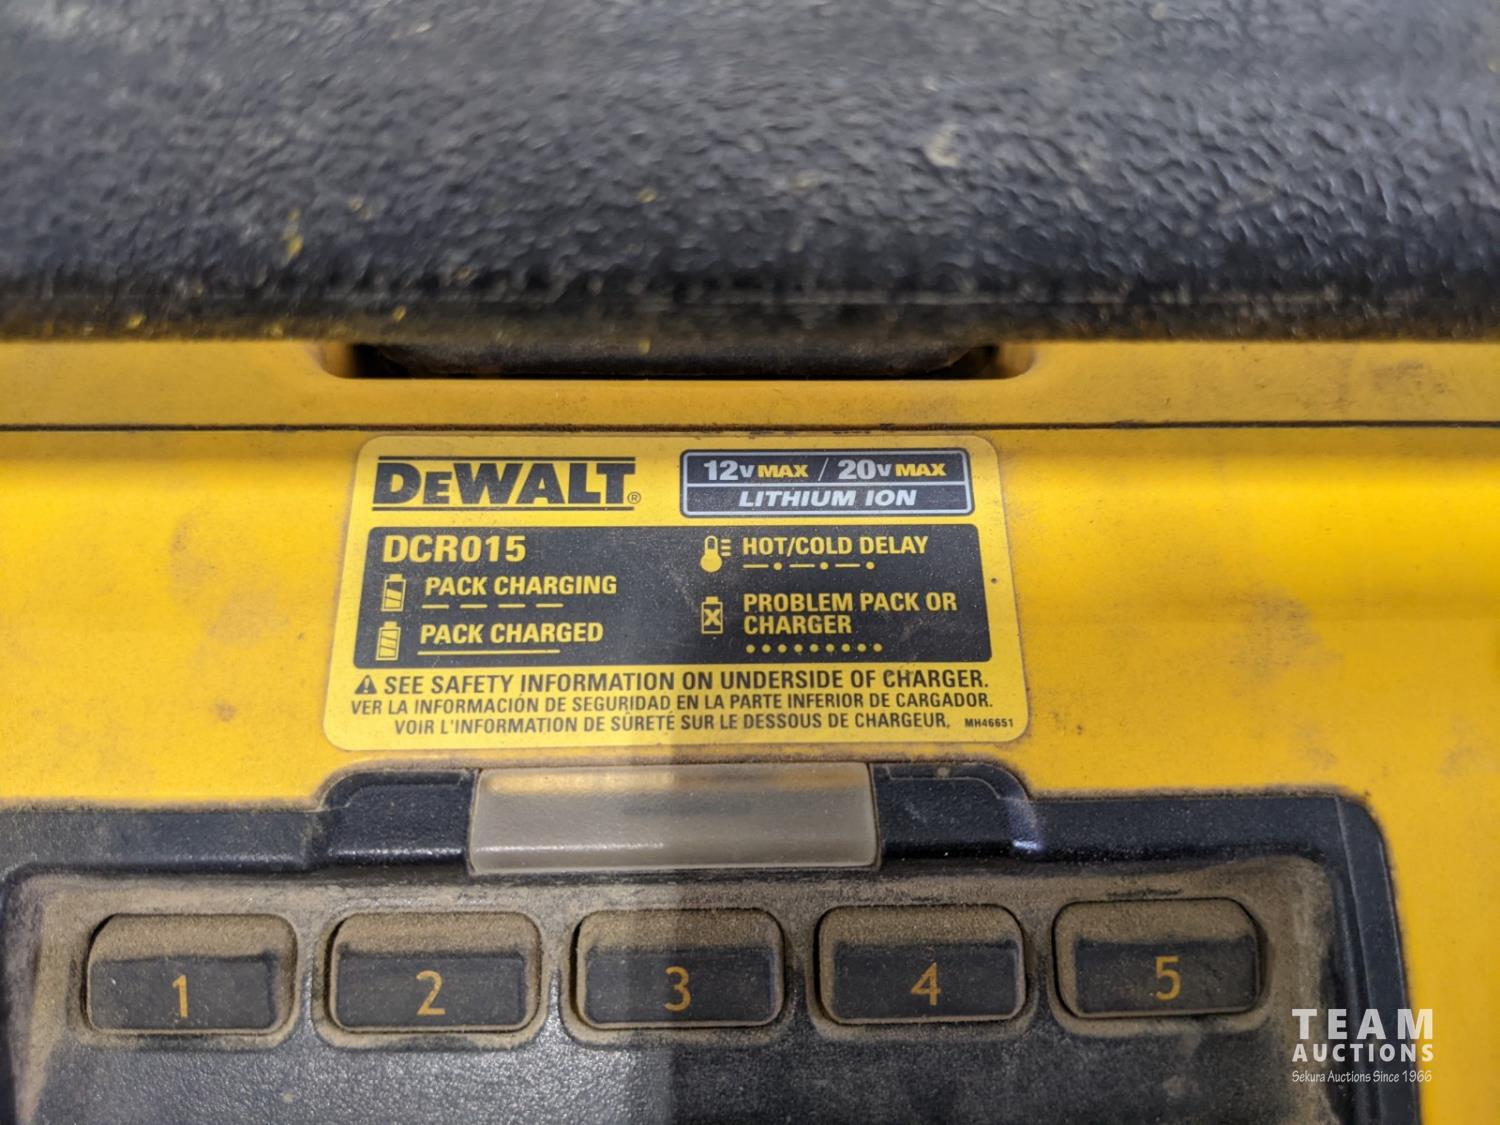 DEWALT®
12V MAX / 20V MAX
LITHIUM ION
DCR015
PACK CHARGING
PACK CHARGED
HOT/COLD DELAY
PROBLEM PACK OR
CHARGER
SEE SAFETY INFORMATION ON UNDERSIDE OF CHARGER.
VER LA INFORMACIÓN DE SEGURIDAD EN LA PARTE INFERIOR DE CARGADOR.
VOIR L'INFORMATION DE SÛRETÉ SUR LE DESSOUS DE CHARGEUR. MH46651
1 2 3 4 5
TEAM
AUCTIONS
Sekura Auctions Since 1966